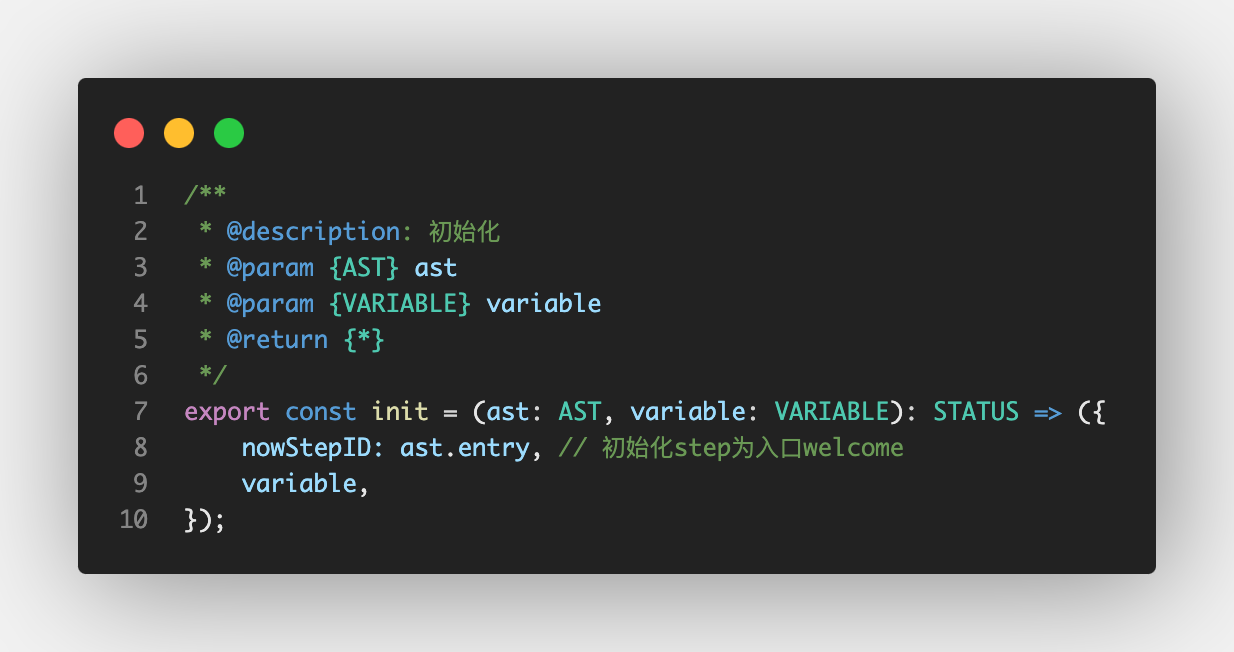 1 /**
2  * @description: 初始化
3  * @param {AST} ast
4  * @param {VARIABLE} variable
5  * @return {*}
6  */
7 export const init = (ast: AST, variable: VARIABLE): STATUS => ({
8     nowStepID: ast.entry, // 初始化step为入口welcome
9     variable,
10 });